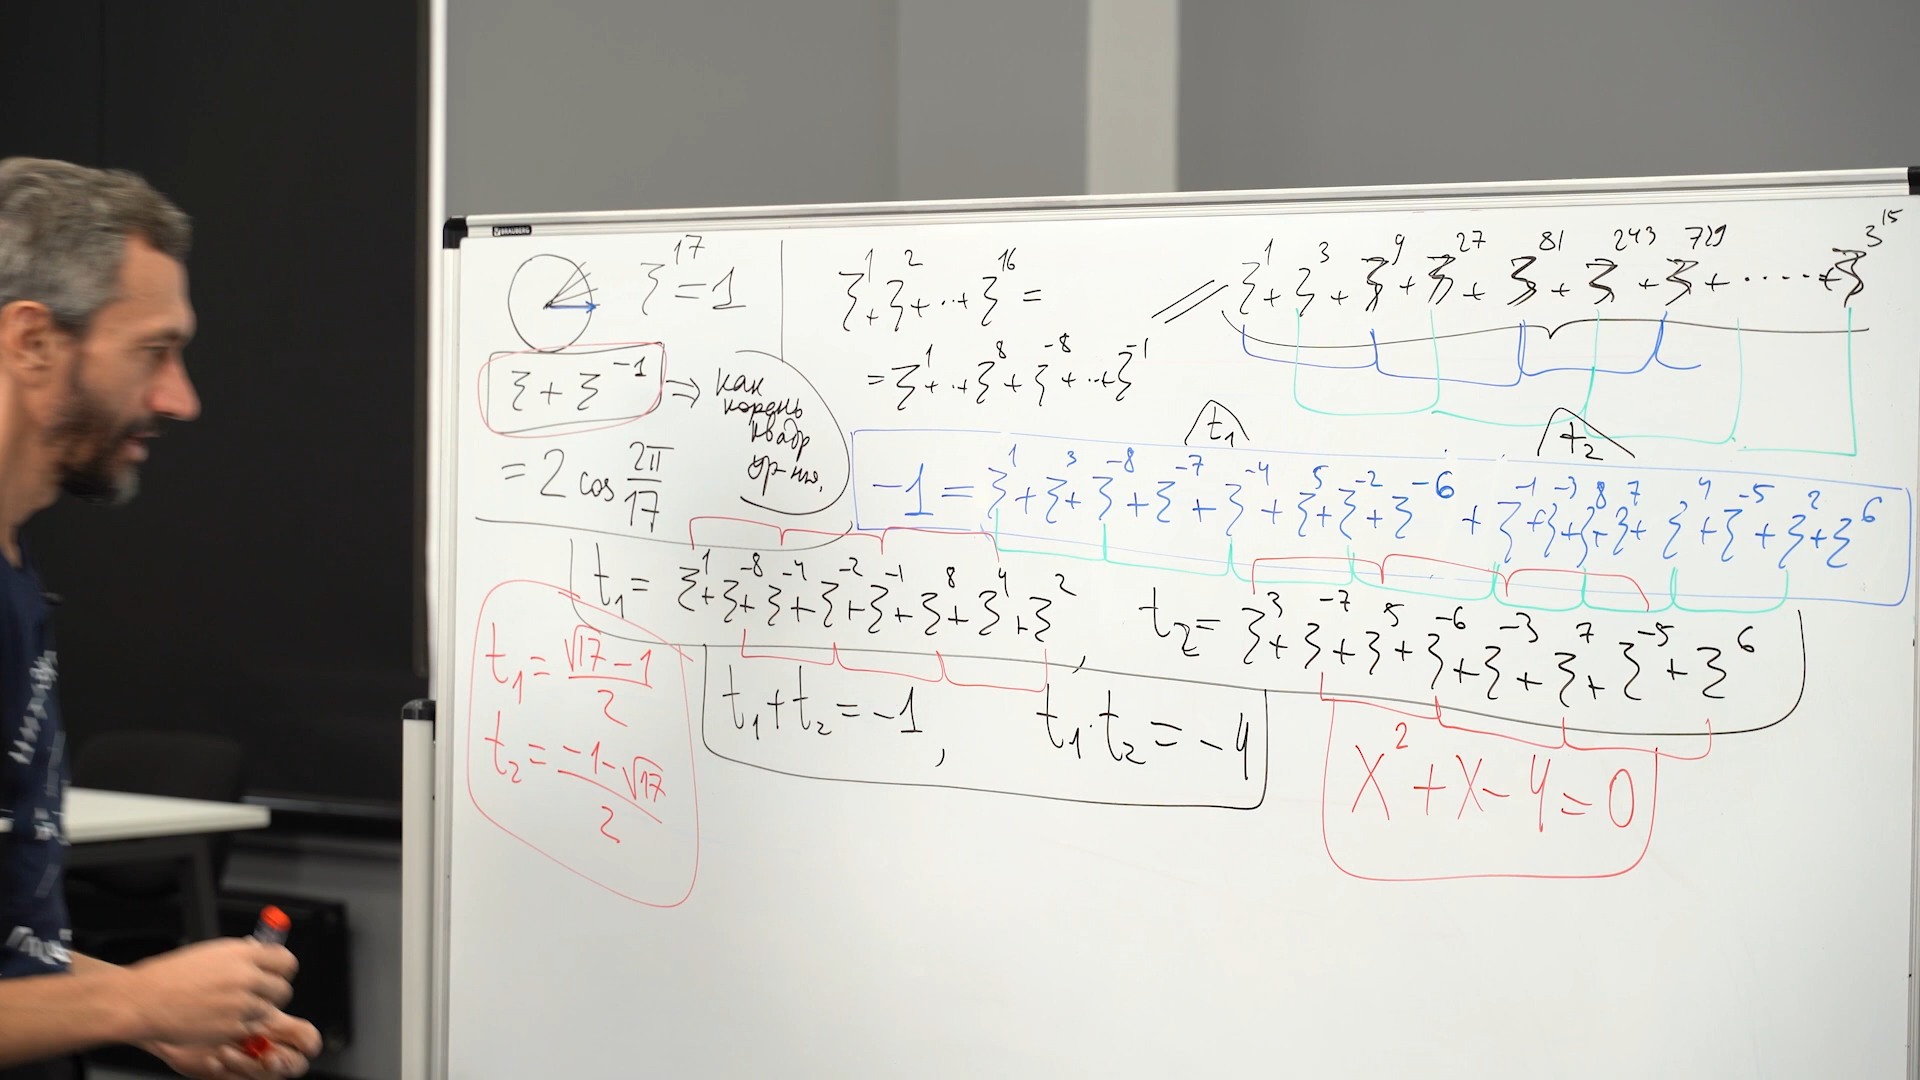 BRAUBERG
ξ^17 = 1
ξ + ξ^-1 ⇒ как корень квадр ур-ния.
= 2 cos 2π/17
ξ^1 + ξ^2 + ... + ξ^16 =
= ξ^1 + ... + ξ^8 + ξ^-8 + ... + ξ^-1
// ξ^1 + ξ^3 + ξ^9 + ξ^27 + ξ^81 + ξ^243 + ξ^729 + ..... + ξ^3^15
t₁ t₂
-1 = ξ^1 + ξ^3 + ξ^-8 + ξ^-7 + ξ^-4 + ξ^5 + ξ^-2 + ξ^-6 + ξ^-1 + ξ^-3 + ξ^8 + ξ^7 + ξ^4 + ξ^-5 + ξ^2 + ξ^6
t₁ = ξ^1 + ξ^-8 + ξ^-4 + ξ^-2 + ξ^-1 + ξ^8 + ξ^4 + ξ^2 , t₂ = ξ^3 + ξ^-7 + ξ^5 + ξ^-6 + ξ^-3 + ξ^7 + ξ^-5 + ξ^6
t₁ = (√17 - 1)/2
t₂ = (-1 - √17)/2
t₁ + t₂ = -1 , t₁ · t₂ = -4
x² + x - 4 = 0